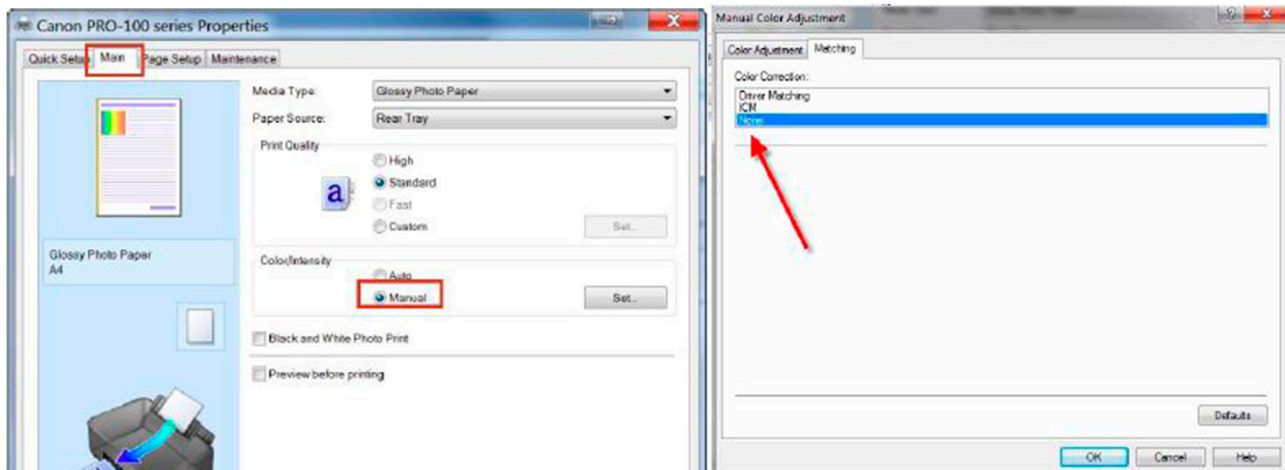 Canon PRO-100 series Properties
Quick Setup Main Page Setup Maintenance
Media Type: Glossy Photo Paper
Paper Source: Rear Tray
Print Quality
High
Standard
Fast
Custom Set...
a
Glossy Photo Paper
A4
Color/Intensity
Auto
Manual Set...
Black and White Photo Print
Preview before printing
Manual Color Adjustment
Color Adjustment Matching
Color Correction:
Driver Matching
ICM
None
Defaults
OK Cancel Help